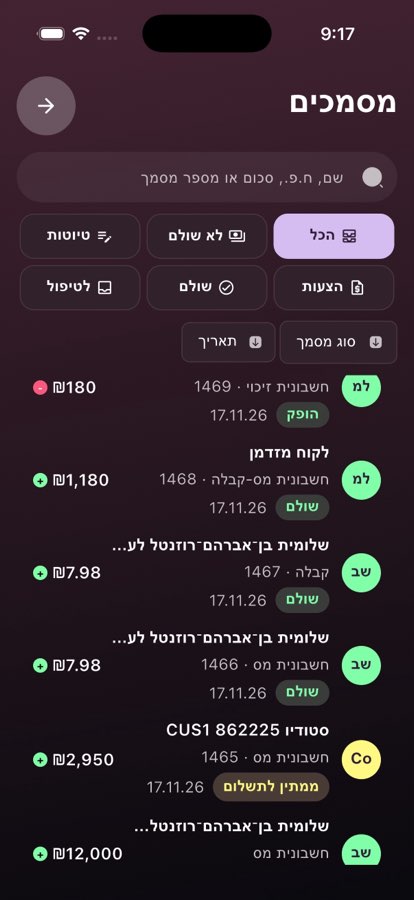 9:17
מסמכים
שם, ח.פ., סכום או מספר מסמך
הכל
לא שולם
טיוטות
הצעות
שולם
לטיפול
סוג מסמך
תאריך
למ
חשבונית זיכוי · 1469
₪180
הופק
17.11.26
לקוח מזדמן
למ
חשבונית מס-קבלה · 1468
₪1,180
שולם
17.11.26
שלומית בן־אברהם־רוזנטל לע...
שב
קבלה · 1467
₪7.98
שולם
17.11.26
שלומית בן־אברהם־רוזנטל לע...
שב
חשבונית מס · 1466
₪7.98
שולם
17.11.26
סטודיו CUS1 862225
Co
חשבונית מס · 1465
₪2,950
ממתין לתשלום
17.11.26
שלומית בן־אברהם־רוזנטל...
שב
חשבונית מס
₪12,000